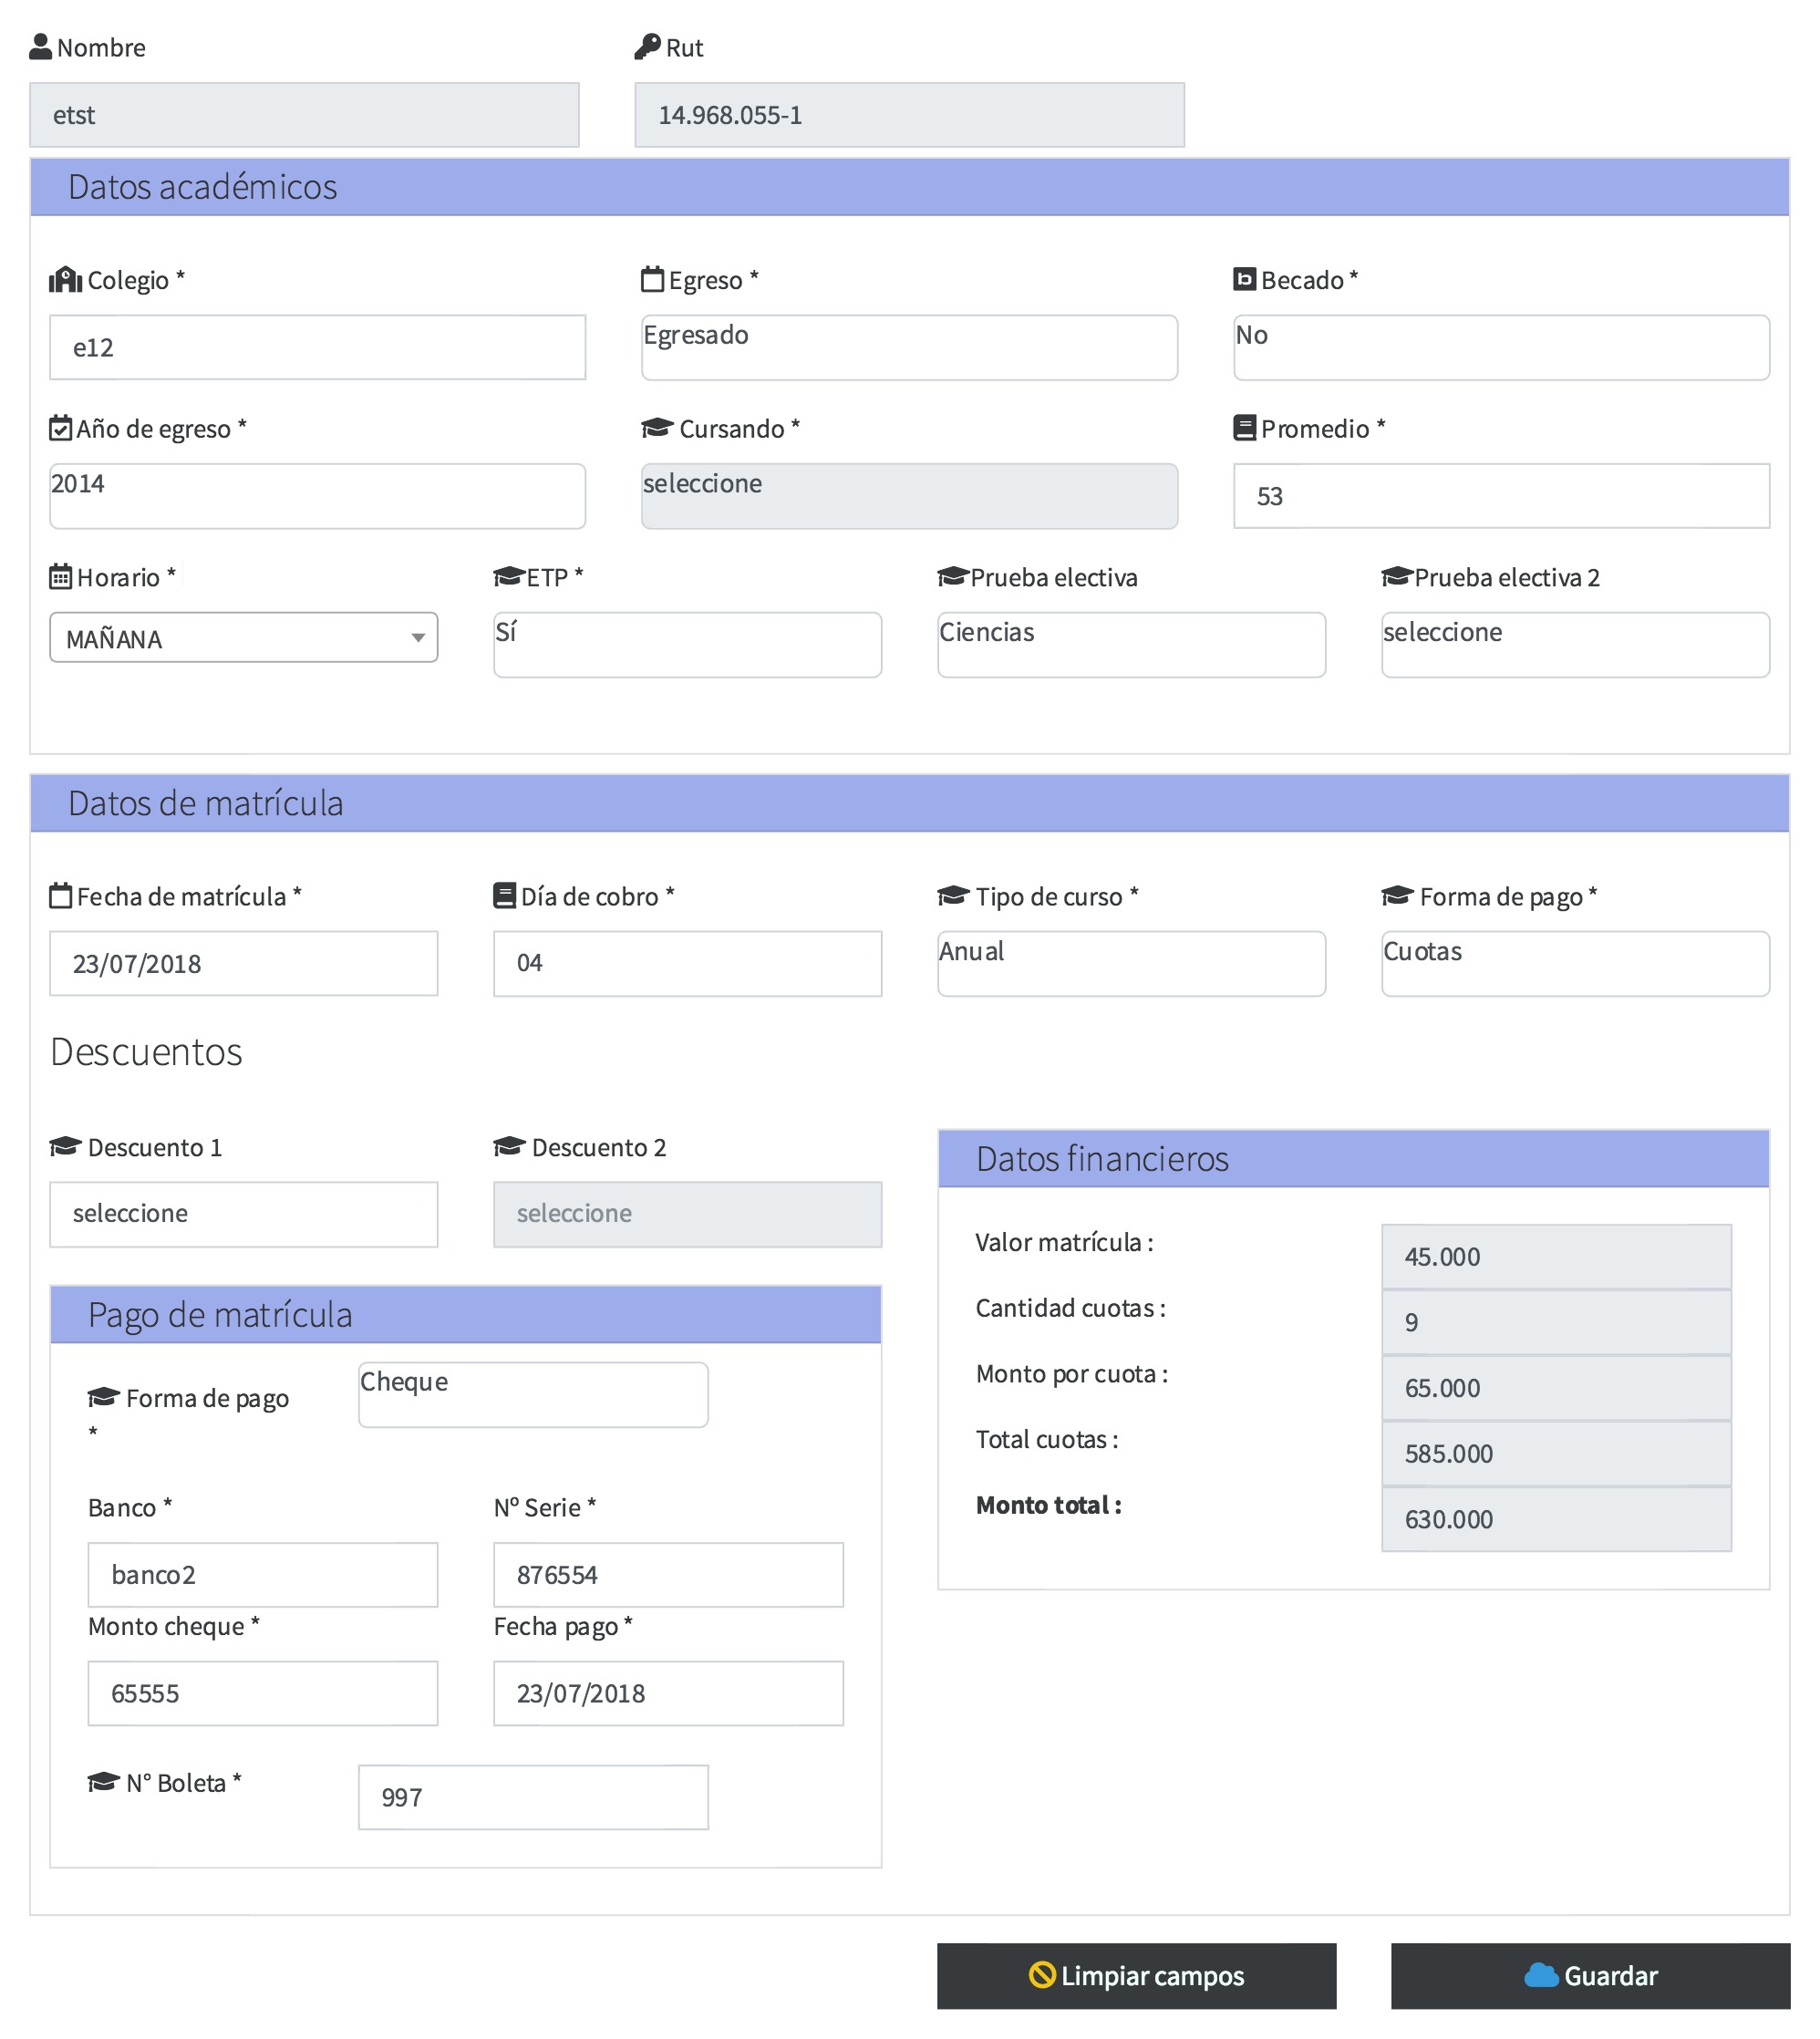 Nombre
Rut
etst
14.968.055-1
Datos académicos
Colegio *
Egreso *
Becado *
e12
Egresado
No
Año de egreso *
Cursando *
Promedio *
2014
seleccione
53
Horario *
ETP *
Prueba electiva
Prueba electiva 2
MAÑANA
Sí
Ciencias
seleccione
Datos de matrícula
Fecha de matrícula *
Día de cobro *
Tipo de curso *
Forma de pago *
23/07/2018
04
Anual
Cuotas
Descuentos
Descuento 1
Descuento 2
seleccione
seleccione
Pago de matrícula
Forma de pago
*
Cheque
Banco *
Nº Serie *
banco2
876554
Monto cheque *
Fecha pago *
65555
23/07/2018
N° Boleta *
997
Datos financieros
Valor matrícula :
45.000
Cantidad cuotas :
9
Monto por cuota :
65.000
Total cuotas :
585.000
Monto total :
630.000
Limpiar campos
Guardar